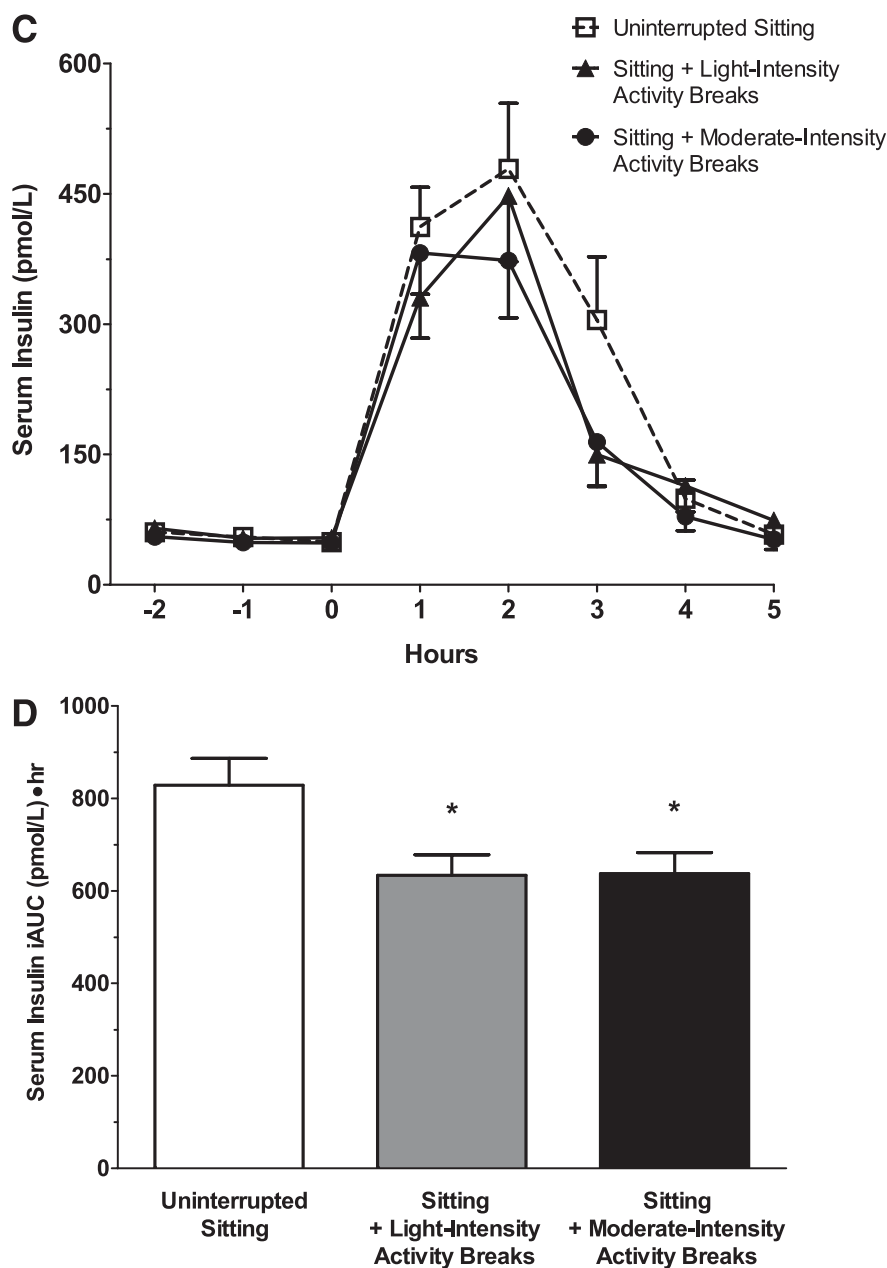 C
Uninterrupted Sitting
Sitting + Light-Intensity
Activity Breaks
Sitting + Moderate-Intensity
Activity Breaks
Serum Insulin (pmol/L)
600
450
300
150
0
-2 -1 0 1 2 3 4 5
Hours
D
Serum Insulin iAUC (pmol/L)•hr
1000
800
600
400
200
0
*
*
Uninterrupted
Sitting
Sitting
+ Light-Intensity
Activity Breaks
Sitting
+ Moderate-Intensity
Activity Breaks